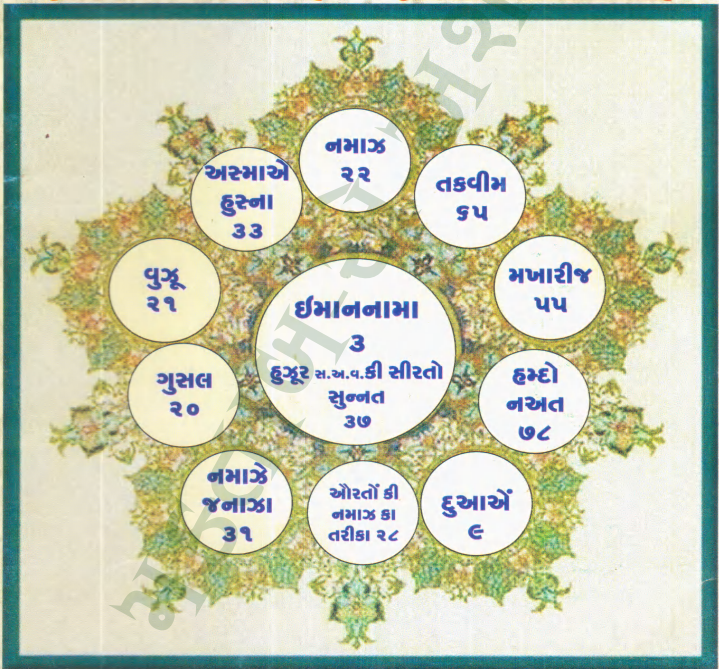 નમાઝ
૨૨
અસ્માએ
હુસ્ના
૩૩
તકવીમ
૬૫
વુઝૂ
૨૧
મખારીજ
૫૫
ઈમાનનામા
૩
હુઝૂર સ.અ.વ.કી સીરતો
સુન્નત
૩૭
ગુસલ
૨૦
હમ્દો
નઅત
૭૮
નમાઝે
જનાઝા
૩૧
ઔરતોં કી
નમાઝ કા
તરીકા ૨૮
દુઆએં
૯